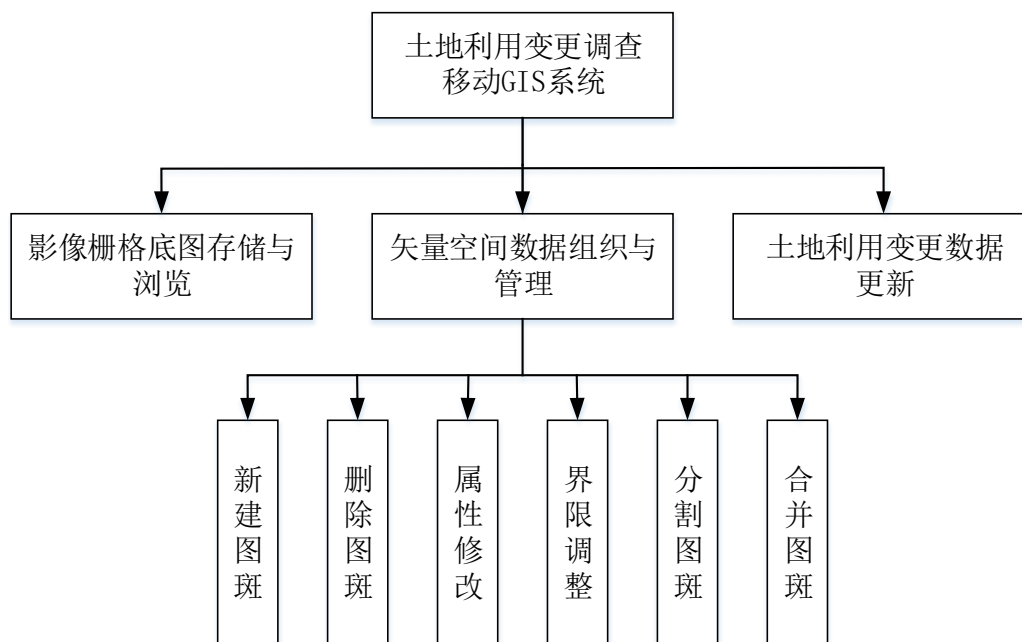 土地利用变更调查
移动GIS系统
影像栅格底图存储与
浏览
矢量空间数据组织与
管理
土地利用变更数据
更新
新建图斑
删除图斑
属性修改
界限调整
分割图斑
合并图斑